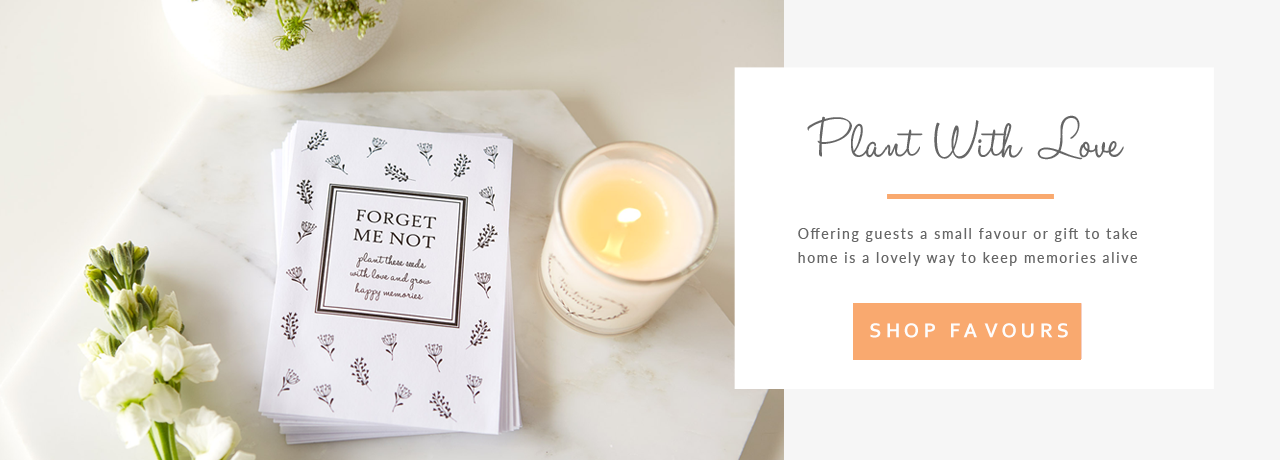 FORGET
ME NOT
plant these seeds
with love and grow
happy memories
Plant With Love
Offering guests a small favour or gift to take
home is a lovely way to keep memories alive
SHOP FAVOURS